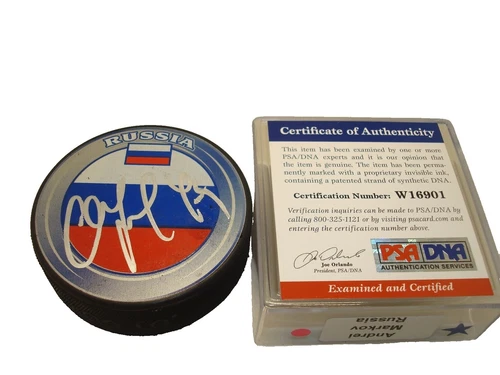 RUSSIA
Certificate of Authenticity
This item has been examined by one or more
PSA/DNA experts and it is our opinion that
the item is genuine. The item has been perma-
nently marked with a proprietary invisible ink,
containing a patented strand of synthetic DNA.
Certification Number: W16901
Verification inquiries can be made to PSA/DNA by
calling 800-325-1121 or by visiting psacard.com and
entering the certification number above.
Joe Orlando
President, PSA/DNA
PSA DNA
AUTHENTICATION SERVICES
Examined and Certified
Andrei
Markov
Russia